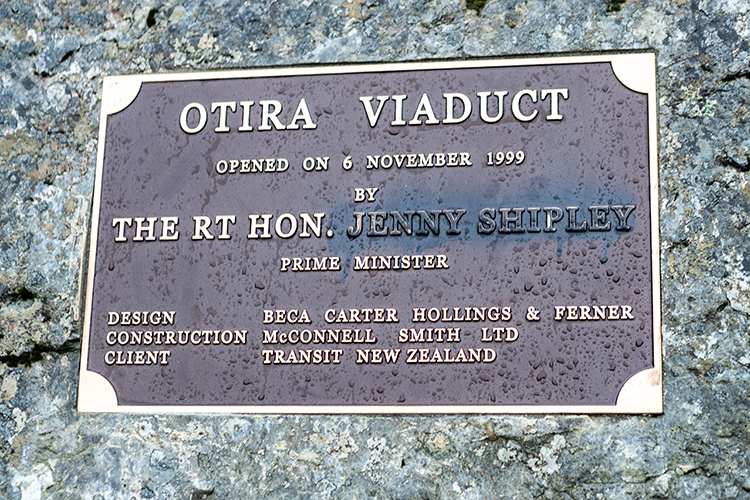 OTIRA VIADUCT
OPENED ON 6 NOVEMBER 1999
BY
THE RT HON. JENNY SHIPLEY
PRIME MINISTER
DESIGN BECA CARTER HOLLINGS & FERNER
CONSTRUCTION McCONNELL SMITH LTD
CLIENT TRANSIT NEW ZEALAND